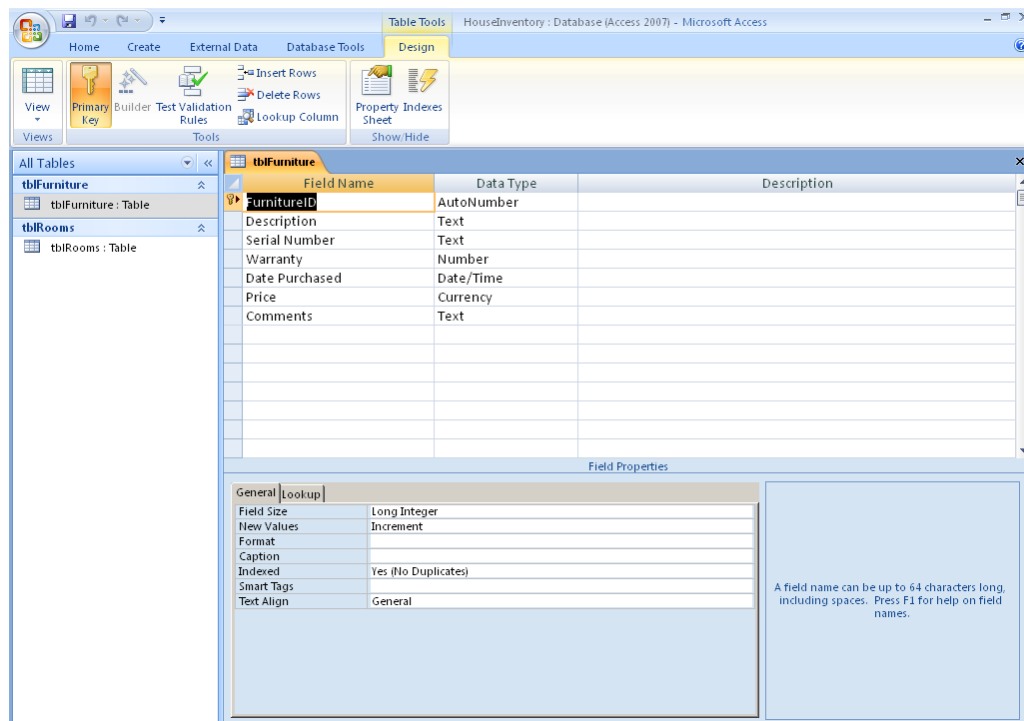 Table Tools HouseInventory : Database (Access 2007) - Microsoft Access
Home Create External Data Database Tools Design
View
Views
Primary Key
Builder
Test Validation Rules
Insert Rows
Delete Rows
Lookup Column
Tools
Property Sheet
Indexes
Show/Hide
All Tables
tblFurniture
tblFurniture : Table
tblRooms
tblRooms : Table
tblFurniture
Field Name Data Type Description
FurnitureID AutoNumber
Description Text
Serial Number Text
Warranty Number
Date Purchased Date/Time
Price Currency
Comments Text
Field Properties
General Lookup
Field Size Long Integer
New Values Increment
Format
Caption
Indexed Yes (No Duplicates)
Smart Tags
Text Align General
A field name can be up to 64 characters long,
including spaces. Press F1 for help on field
names.